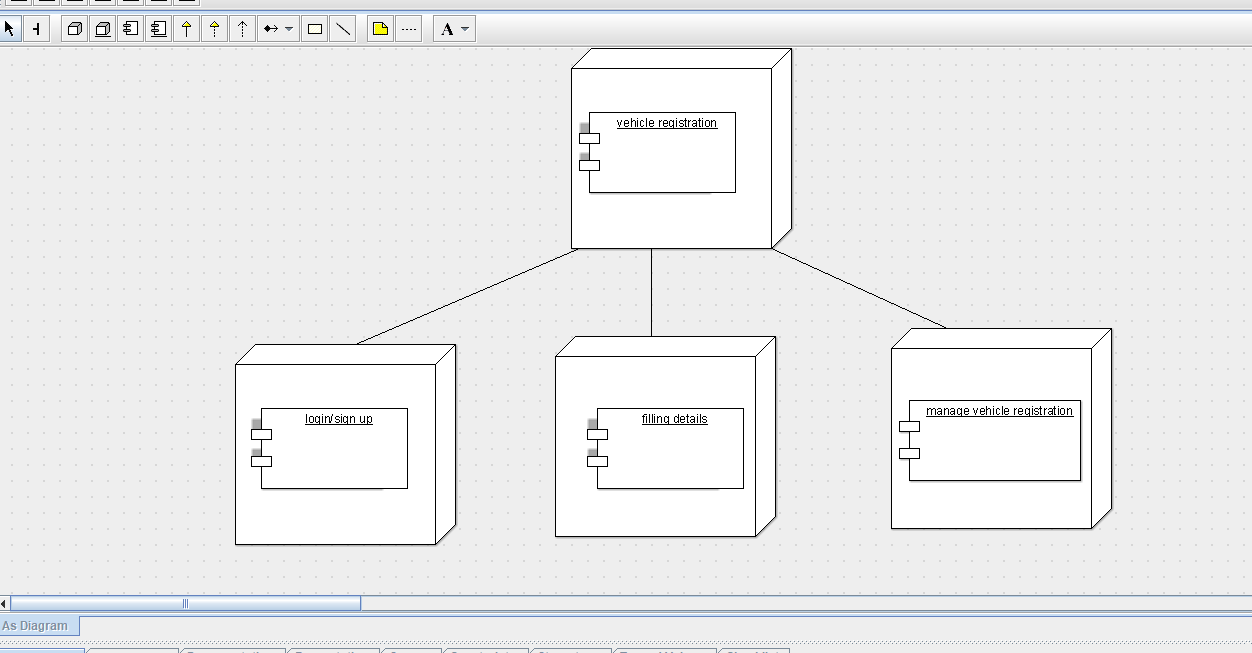 A
vehicle registration
login/sign up
filling details
manage vehicle registration
As Diagram